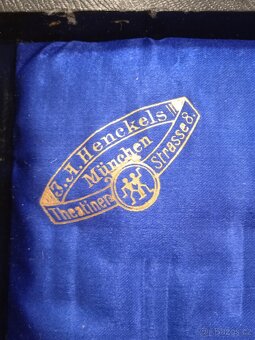 J.A.Henckels
München
Theatiner Strasse 8.